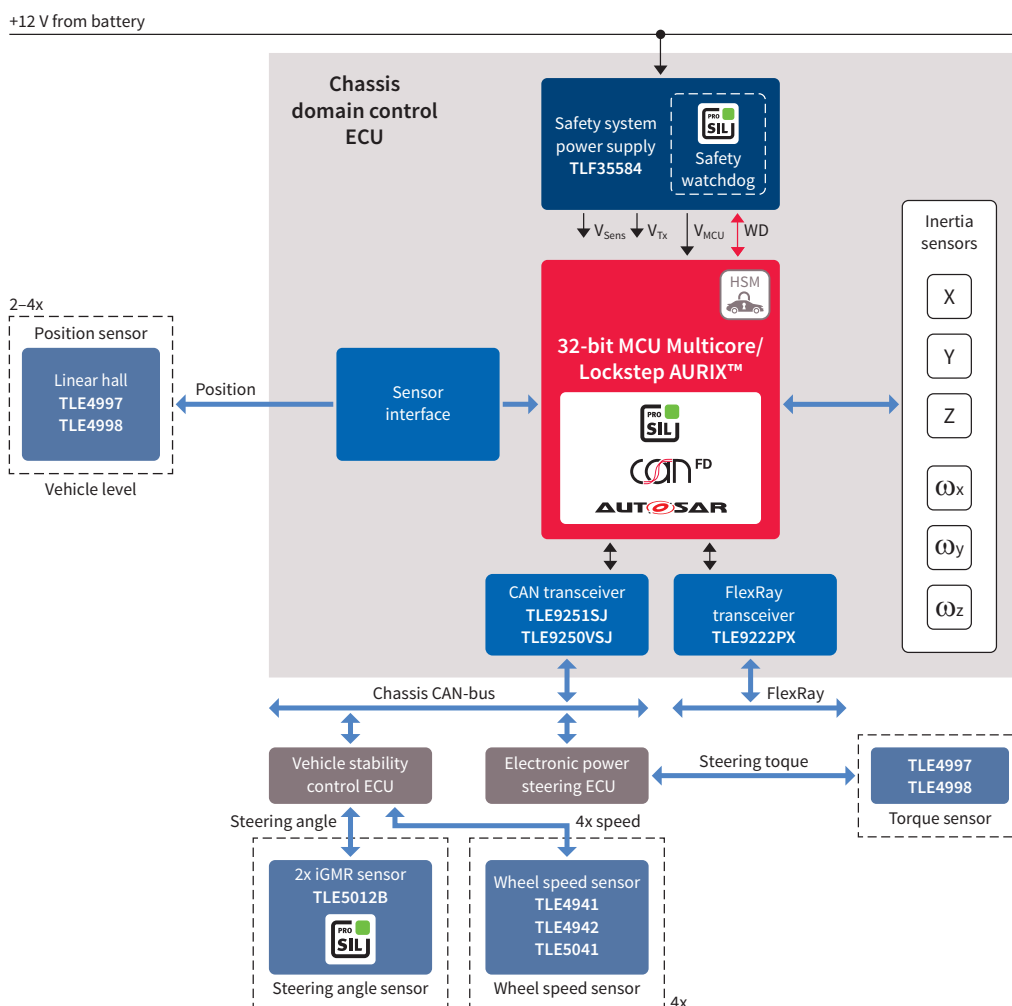 +12 V from battery
Chassis
domain control
ECU
Safety system
power supply
TLF35584
PRO
SIL
Safety
watchdog
VSens
VTx
VMCU
WD
Inertia
sensors
X
Y
Z
ωx
ωy
ωz
HSM
32-bit MCU Multicore/
Lockstep AURIX™
PRO
SIL
CAN FD
AUTOSAR
2–4x
Position sensor
Linear hall
TLE4997
TLE4998
Vehicle level
Position
Sensor
interface
CAN transceiver
TLE9251SJ
TLE9250VSJ
FlexRay
transceiver
TLE9222PX
Chassis CAN-bus
FlexRay
Vehicle stability
control ECU
Electronic power
steering ECU
Steering toque
TLE4997
TLE4998
Torque sensor
Steering angle
4x speed
2x iGMR sensor
TLE5012B
PRO
SIL
Steering angle sensor
Wheel speed sensor
TLE4941
TLE4942
TLE5041
Wheel speed sensor
4x